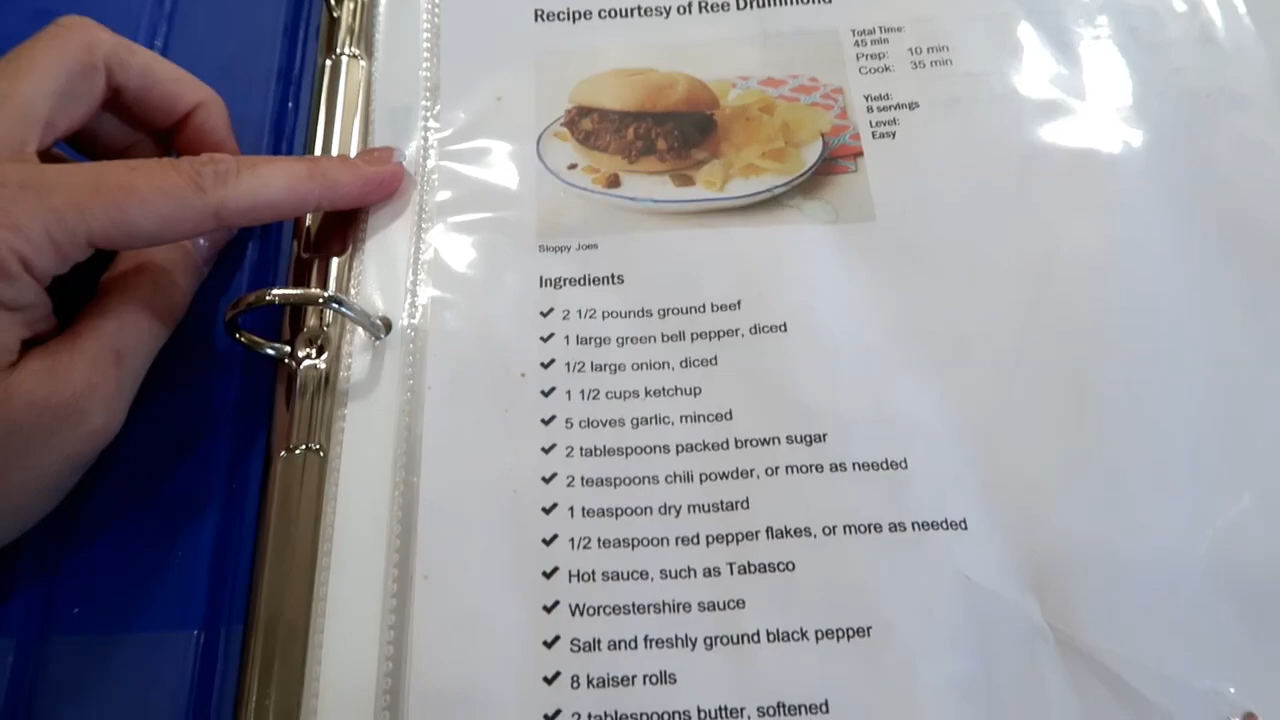 Recipe courtesy of Ree Drummond
Total Time:
45 min
Prep: 10 min
Cook: 35 min
Yield:
8 servings
Level:
Easy
Sloppy Joes
Ingredients
✔ 2 1/2 pounds ground beef
✔ 1 large green bell pepper, diced
✔ 1/2 large onion, diced
✔ 1 1/2 cups ketchup
✔ 5 cloves garlic, minced
✔ 2 tablespoons packed brown sugar
✔ 2 teaspoons chili powder, or more as needed
✔ 1 teaspoon dry mustard
✔ 1/2 teaspoon red pepper flakes, or more as needed
✔ Hot sauce, such as Tabasco
✔ Worcestershire sauce
✔ Salt and freshly ground black pepper
✔ 8 kaiser rolls
✔ 2 tablespoons butter, softened